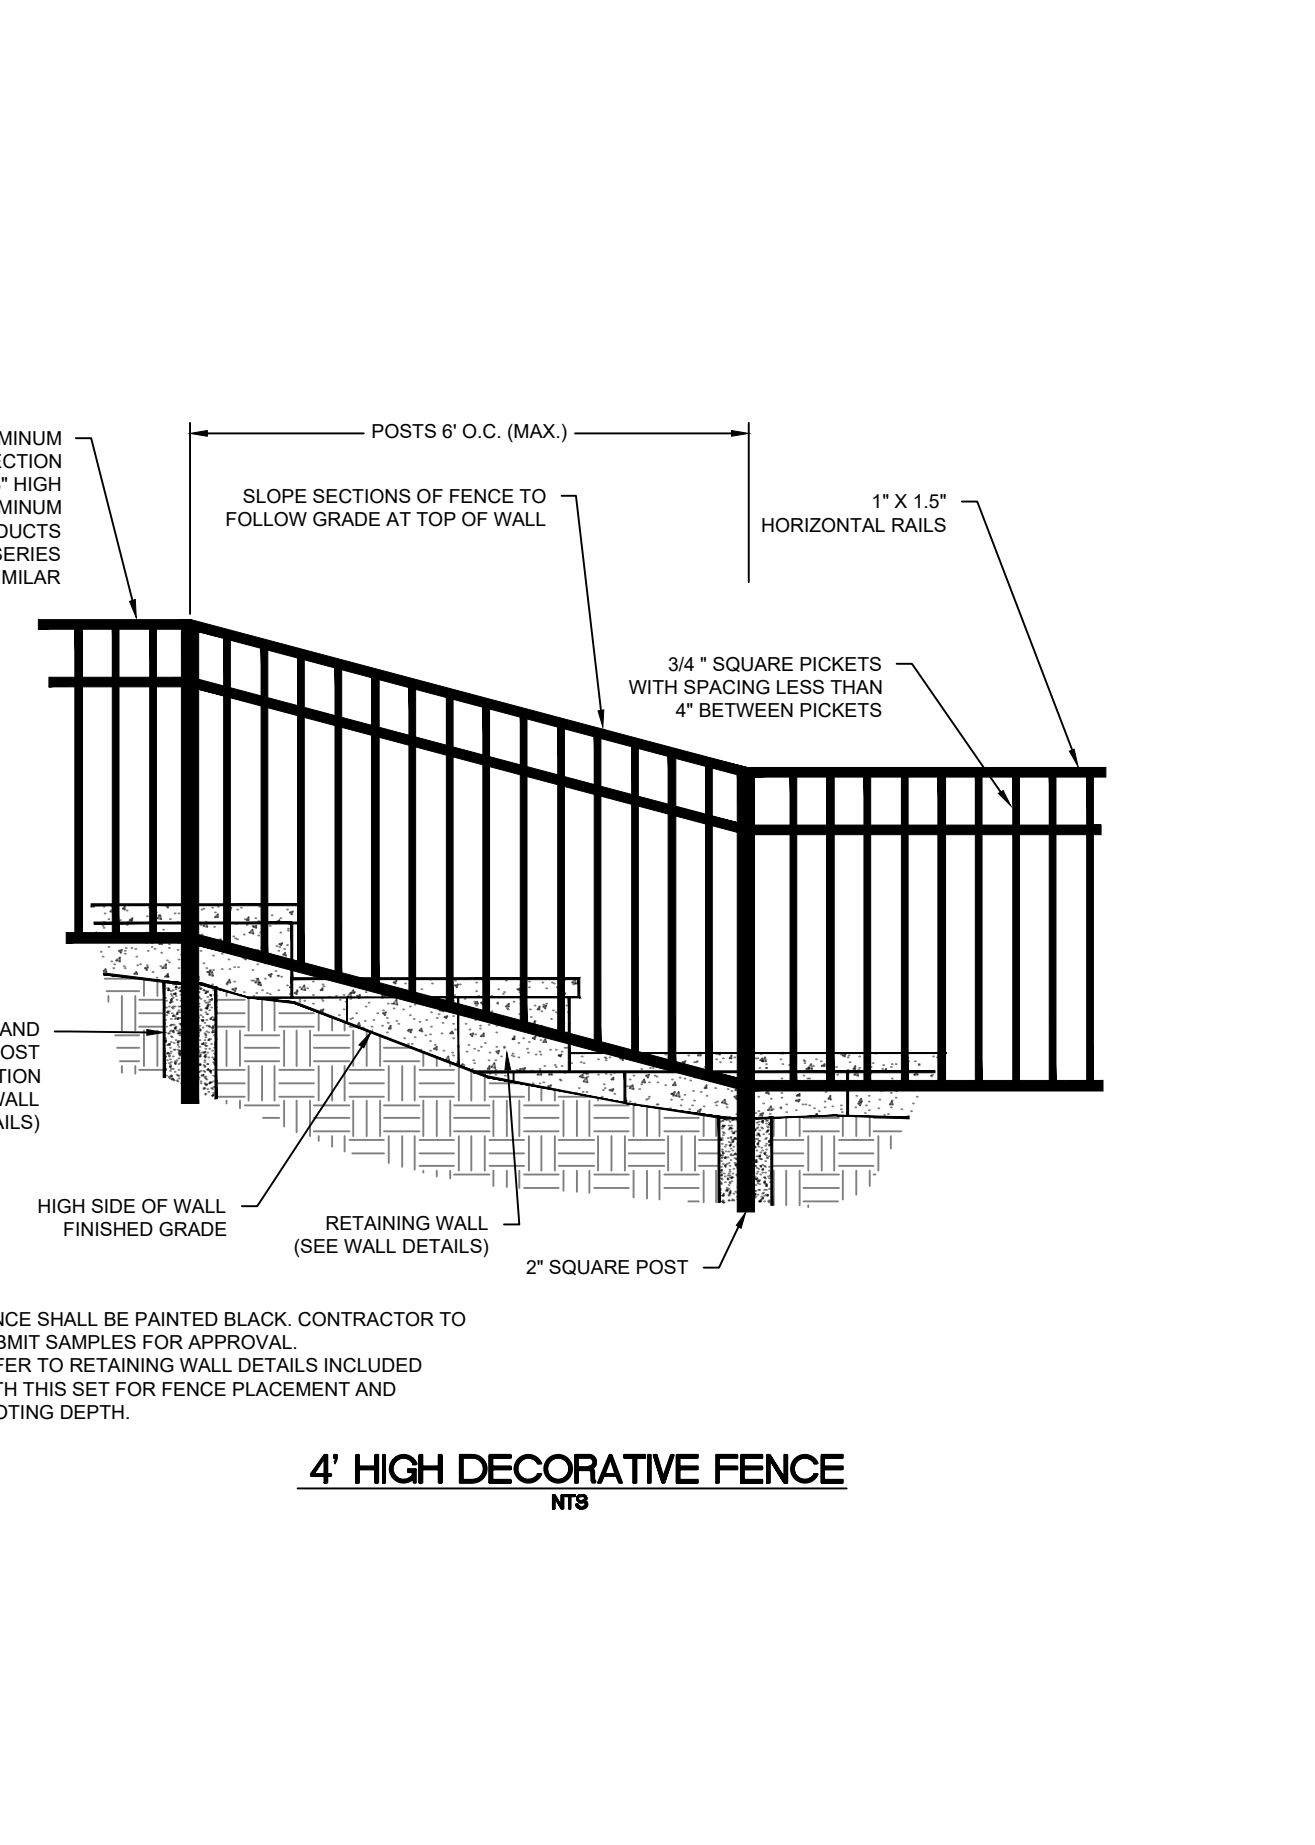 MINUM
ECTION
" HIGH
MINUM
DUCTS
SERIES
MILAR
POSTS 6' O.C. (MAX.)
SLOPE SECTIONS OF FENCE TO
FOLLOW GRADE AT TOP OF WALL
1" X 1.5"
HORIZONTAL RAILS
3/4 " SQUARE PICKETS
WITH SPACING LESS THAN
4" BETWEEN PICKETS
AND
OST
TION
WALL
AILS)
HIGH SIDE OF WALL
FINISHED GRADE
RETAINING WALL
(SEE WALL DETAILS)
2" SQUARE POST
NCE SHALL BE PAINTED BLACK. CONTRACTOR TO
BMIT SAMPLES FOR APPROVAL.
FER TO RETAINING WALL DETAILS INCLUDED
TH THIS SET FOR FENCE PLACEMENT AND
OTING DEPTH.
4' HIGH DECORATIVE FENCE
NTS